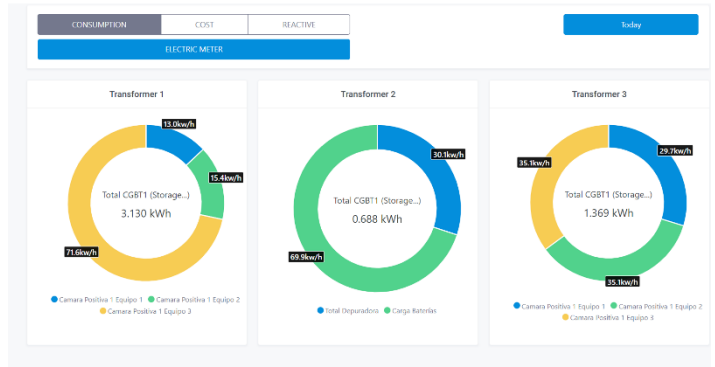 CONSUMPTION COST REACTIVE Today
ELECTRIC METER
Transformer 1
13.0kw/h
15.4kw/h
Total CGBT1 (Storage...)
3.130 kWh
71.6kw/h
Camara Positiva 1 Equipo 1 Camara Positiva 1 Equipo 2
Camara Positiva 1 Equipo 3
Transformer 2
30.1kw/h
Total CGBT1 (Storage...)
0.688 kWh
69.9kw/h
Total Depuradora Carga Baterías
Transformer 3
29.7kw/h
35.1kw/h
Total CGBT1 (Storage...)
1.369 kWh
35.1kw/h
Camara Positiva 1 Equipo 1 Camara Positiva 1 Equipo 2
Camara Positiva 1 Equipo 3